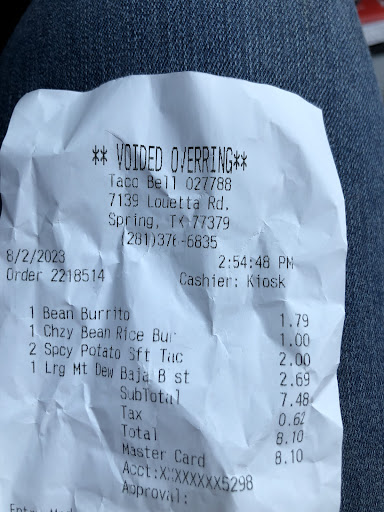 ** VOIDED OVERRING**
Taco Bell 027788
7139 Louetta Rd.
Spring, TX 77379
(281)376-6835
8/2/2023 2:54:48 PM
Order 2218514 Cashier: Kiosk
1 Bean Burrito 1.79
1 Chzy Bean Rice Bur 1.00
2 Spcy Potato Sft Tac 2.00
1 Lrg Mt Dew Baja B st 2.69
SubTotal 7.48
Tax 0.62
Total 8.10
Master Card 8.10
Acct:XXXXXXXX5298
Approval: